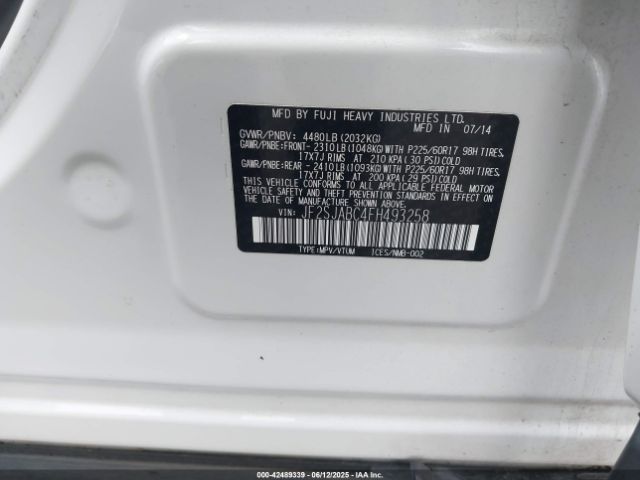 MFD BY FUJI HEAVY INDUSTRIES LTD.
MFD IN 07/14
GVWR/PNBV: 4480LB (2032KG)
GAWR/PNBE:FRONT- 2310LB(1048KG)WITH P225/60R17 98H TIRES,
17X7J RIMS AT 210 KPA(30 PSI)COLD
GAWR/PNBE:REAR -2410LB(1093KG)WITH P225/60R17 98H TIRES,
17X7J RIMS AT 200 KPA(29 PSI)COLD
THIS VEHICLE CONFORMS TO ALL APPLICABLE FEDERAL MOTOR
VEHICLE SAFETY AND BUMPER STANDARDS IN EFFECT ON
THE DATE OF MANUFACTURE SHOWN ABOVE.
VIN: JF2SJABC4FH493258
TYPE:MPV/VTUM ICES/NMB-002
© 42489339 - 06/12/2025 - IAA Holdings, LLC